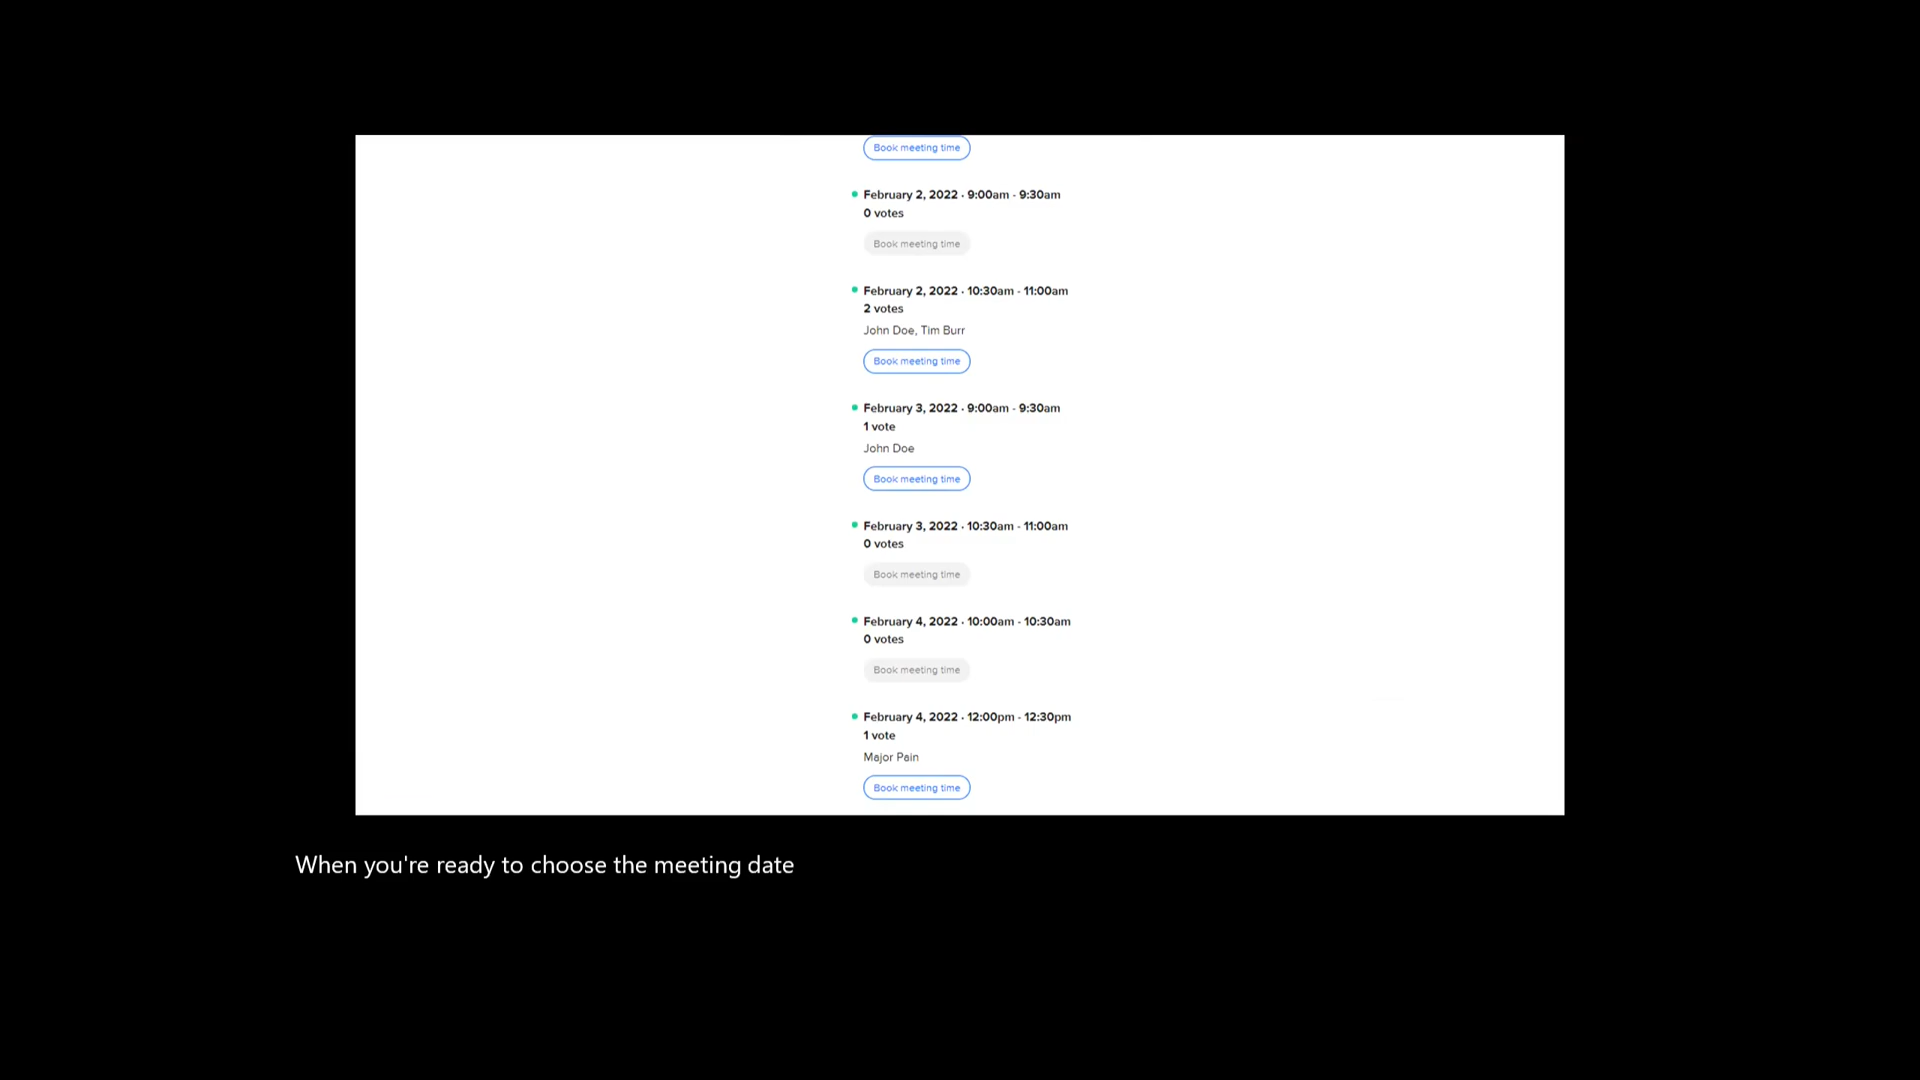 Book meeting time
February 2, 2022 · 9:00am - 9:30am
0 votes
Book meeting time
February 2, 2022 · 10:30am - 11:00am
2 votes
John Doe, Tim Burr
Book meeting time
February 3, 2022 · 9:00am - 9:30am
1 vote
John Doe
Book meeting time
February 3, 2022 · 10:30am - 11:00am
0 votes
Book meeting time
February 4, 2022 · 10:00am - 10:30am
0 votes
Book meeting time
February 4, 2022 · 12:00pm - 12:30pm
1 vote
Major Pain
Book meeting time
When you're ready to choose the meeting date